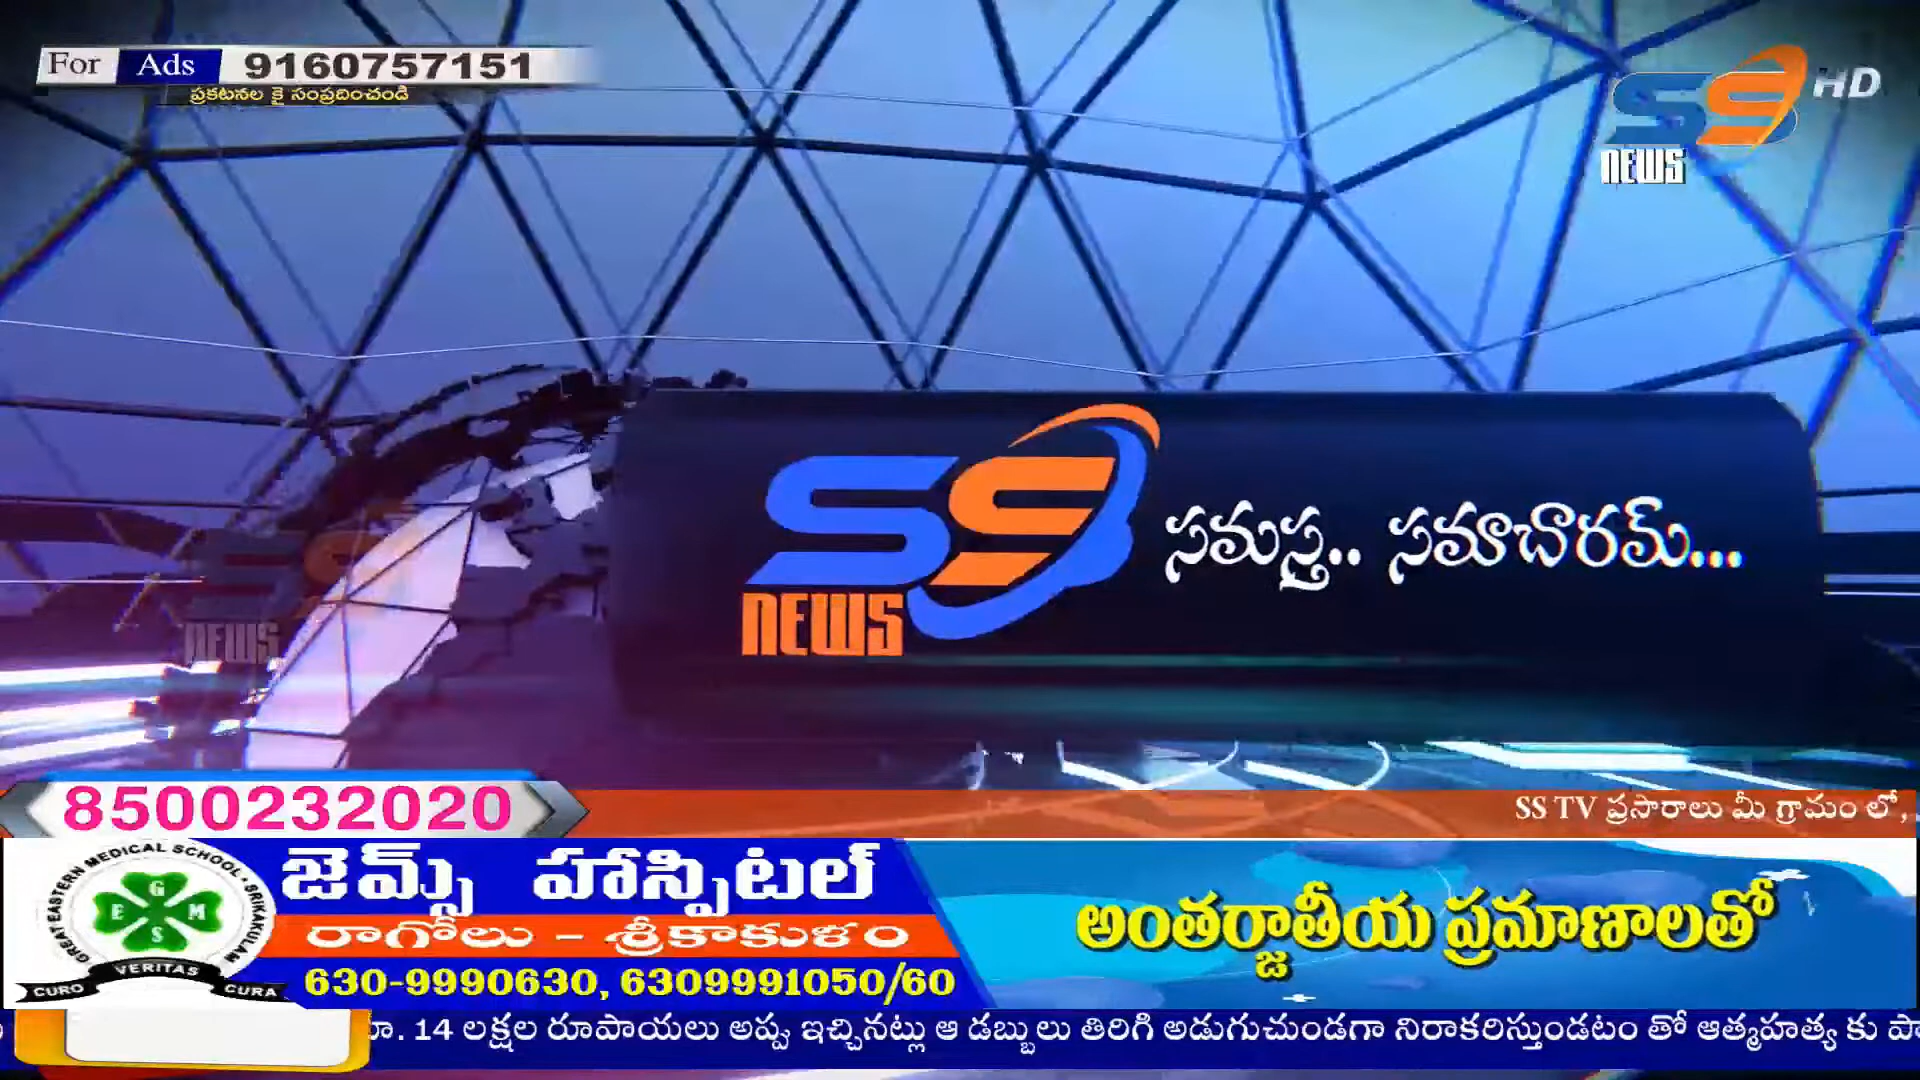 For Ads 9160757151
ప్రకటనల కై సంప్రదించండి
SS HD
NEWS
SS
NEWS
సమస్త.. సమాచారమ్...
NEWS
8500232020
SS TV ప్రసారాలు మీ గ్రామం లో,
GREAT EASTERN MEDICAL SCHOOL • SRIKAKULAM
G
E M
S
VERITAS
CURO CURA
జెమ్స్ హాస్పిటల్
రాగోలు – శ్రీకాకుళం
630-9990630, 6309991050/60
అంతర్జాతీయ ప్రమాణాలతో
14 లక్షల రూపాయలు అప్పు ఇచ్చినట్లు ఆ డబ్బులు తిరిగి అడుగుచుండగా నిరాకరిస్తుండటం తో ఆత్మహత్య కు